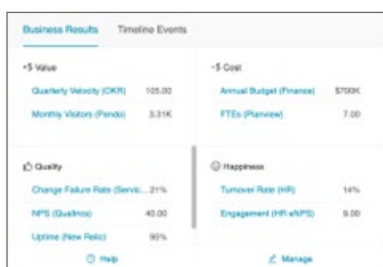 Business Results Timeline Events
+$ Value
Quarterly Velocity (OKR) 105.00
Monthly Visitors (Pendo) 3.31K
-$ Cost
Annual Budget (Finance) $700K
FTEs (Planview) 7.00
Quality
Change Failure Rate (Servic... 21%
NPS (Qualtrics) 40.00
Uptime (New Relic) 95%
Happiness
Turnover Rate (HR) 14%
Engagement (HR eNPS) 9.00
Help
Manage